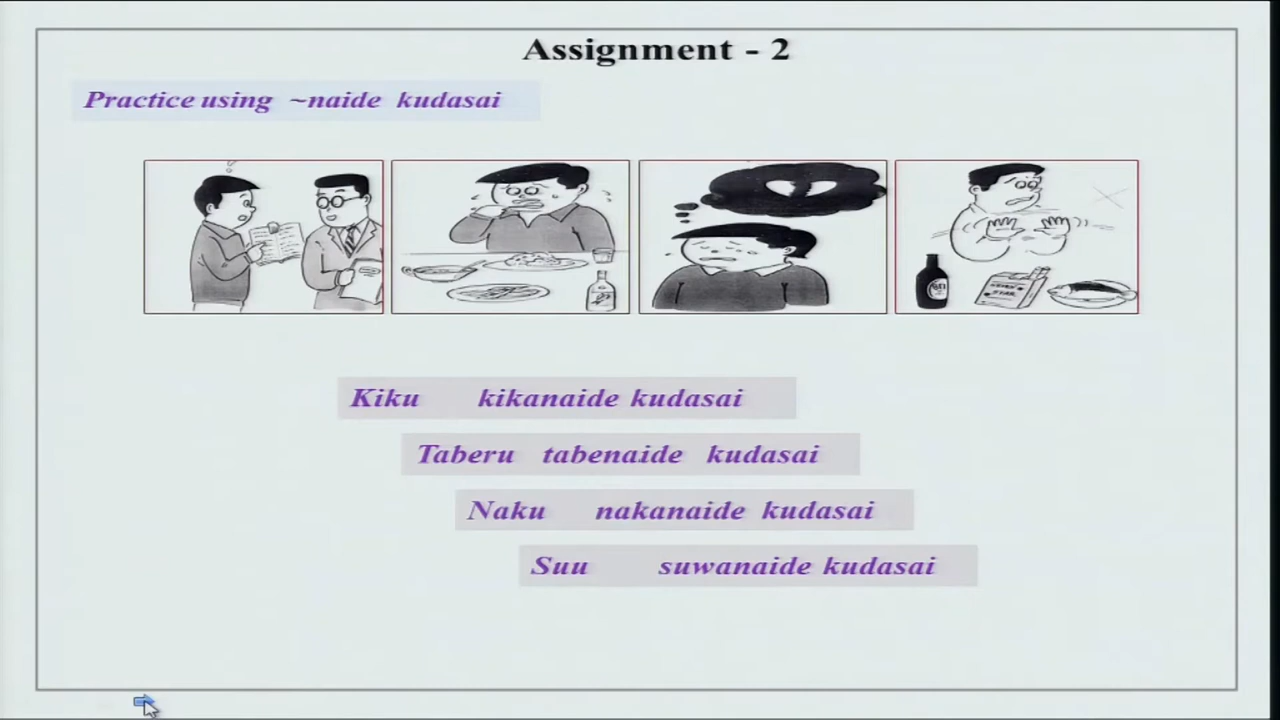 Assignment - 2
Practice using ~naide kudasai
Kiku kikanaide kudasai
Taberu tabenaide kudasai
Naku nakanaide kudasai
Suu suwanaide kudasai